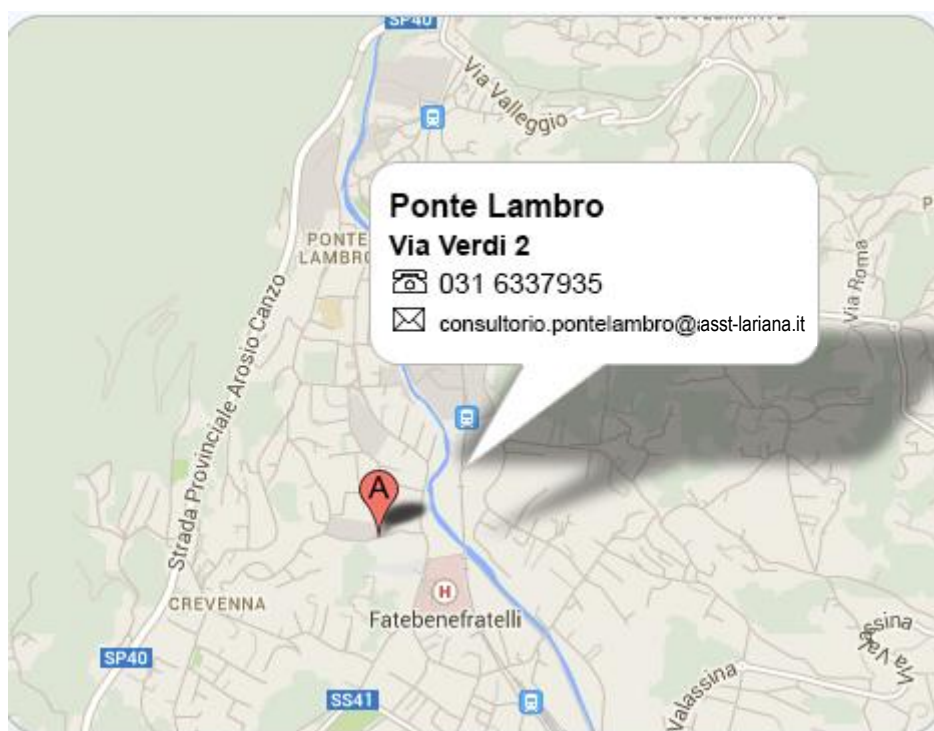 SP40
Via Valleggio
Ponte Lambro
Via Verdi 2
031 6337935
consultorio.pontelambro@asst-lariana.it
PONTE
LAMBRO
Via Roma
Strada Provinciale Arosio Canzo
A
H
Fatebenefratelli
CREVENNA
SP40
SS41
Valassina